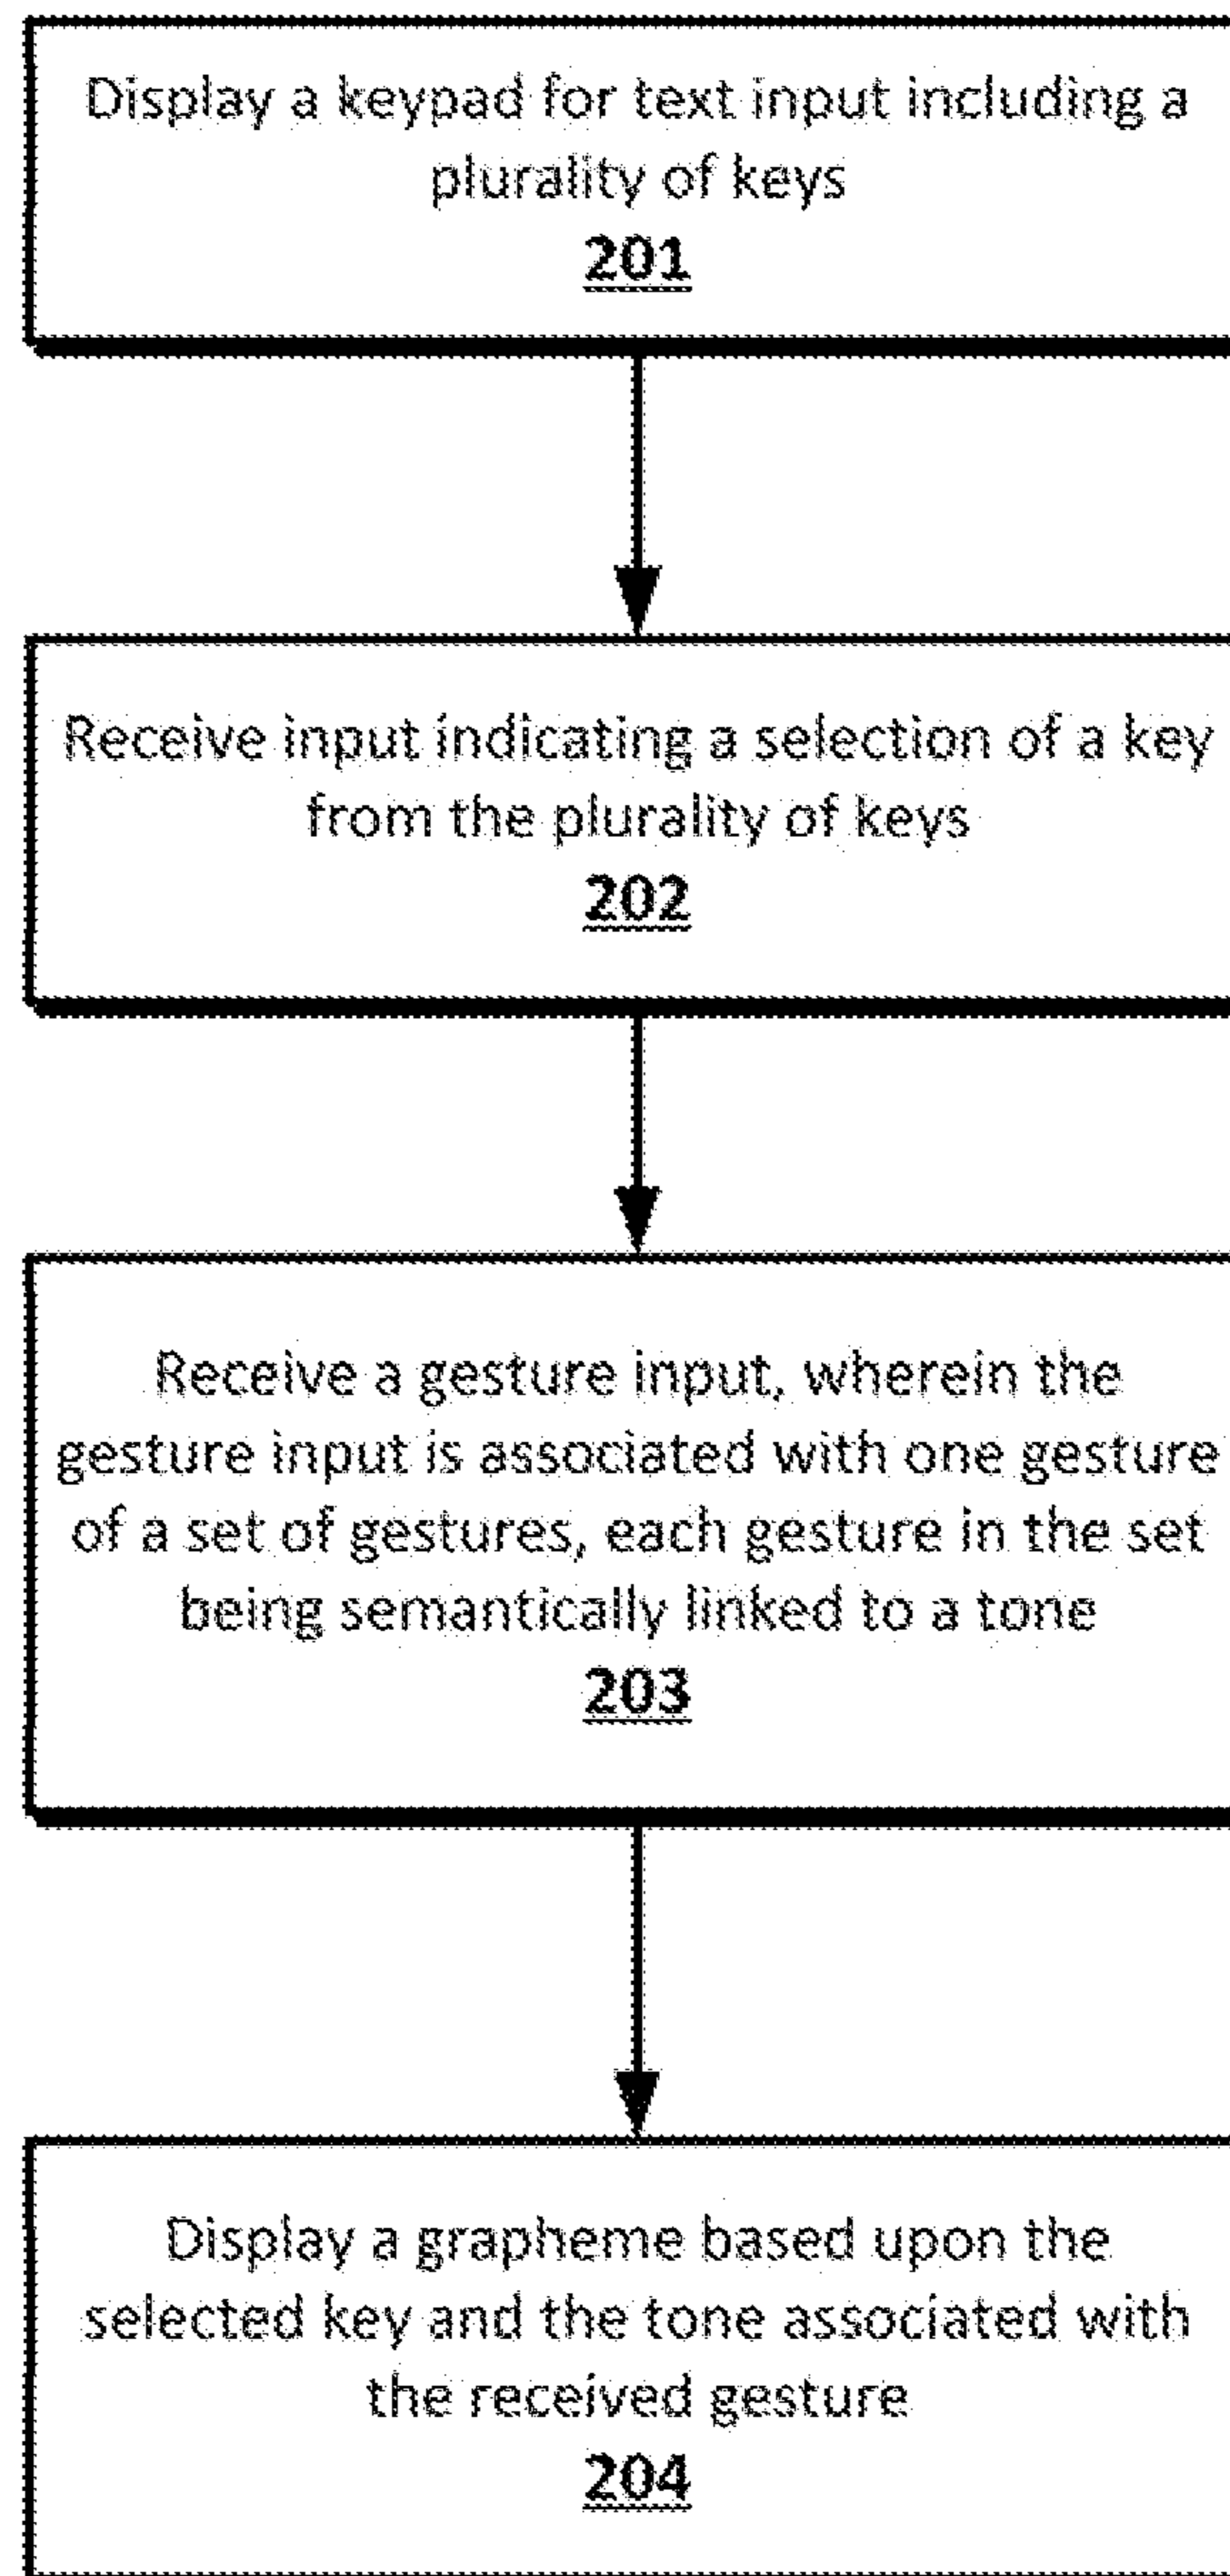 Display a keypad for text input including a
plurality of keys
201
Receive input indicating a selection of a key
from the plurality of keys
202
Receive a gesture input, wherein the
gesture input is associated with one gesture
of a set of gestures, each gesture in the set
being semantically linked to a tone
203
Display a grapheme based upon the
selected key and the tone associated with
the received gesture
204